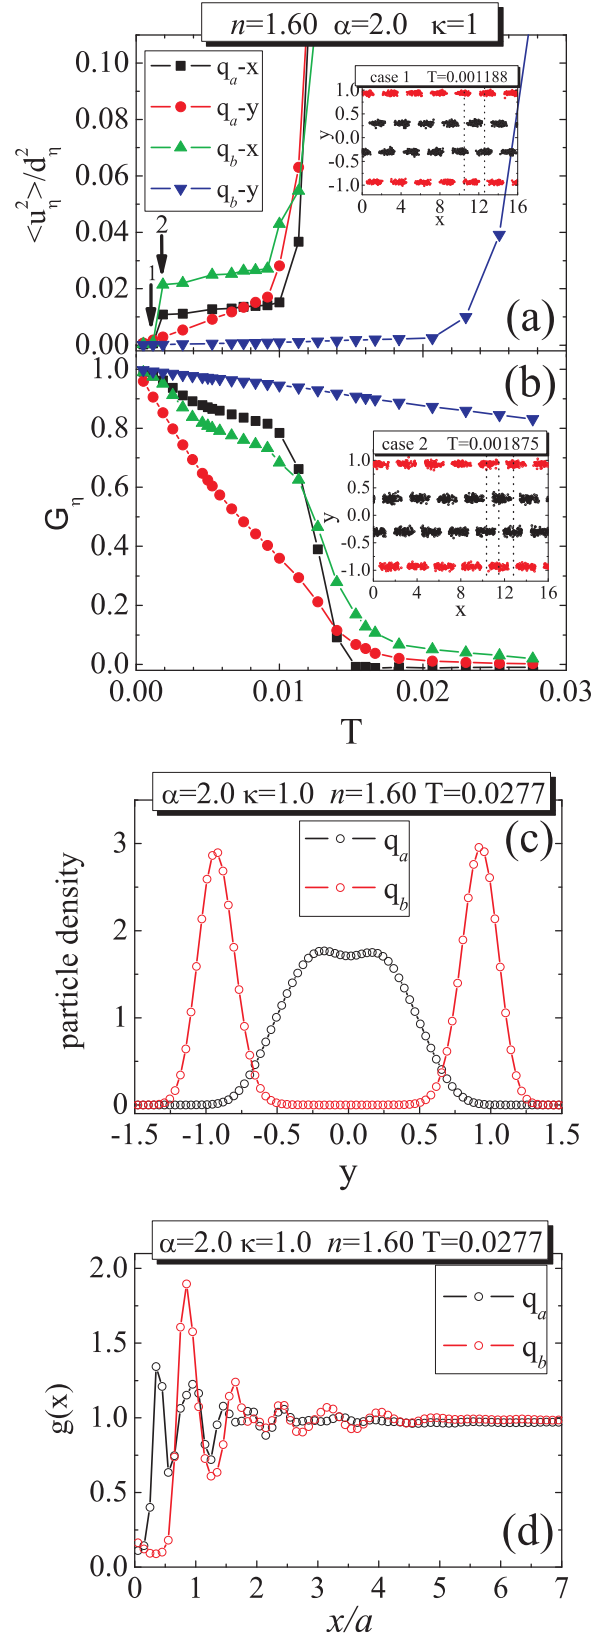 n=1.60 α=2.0 κ=1
0.10
0.08
0.06
0.04
0.02
0.00
<u²η>/d²η
qa-x
qa-y
qb-x
qb-y
1
2
case 1 T=0.001188
1.0
0.5
0.0
-0.5
-1.0
y
0 4 8 12 16
x
(a)
(b)
1.0
0.8
0.6
0.4
0.2
0.0
Gη
case 2 T=0.001875
1.0
0.5
0.0
-0.5
-1.0
y
0 4 8 12 16
x
0.00 0.01 0.02 0.03
T
α=2.0 κ=1.0 n=1.60 T=0.0277
(c)
3
2
1
0
particle density
qa
qb
-1.5 -1.0 -0.5 0.0 0.5 1.0 1.5
y
α=2.0 κ=1.0 n=1.60 T=0.0277
2.0
1.5
1.0
0.5
0.0
g(x)
qa
qb
(d)
0 1 2 3 4 5 6 7
x/a